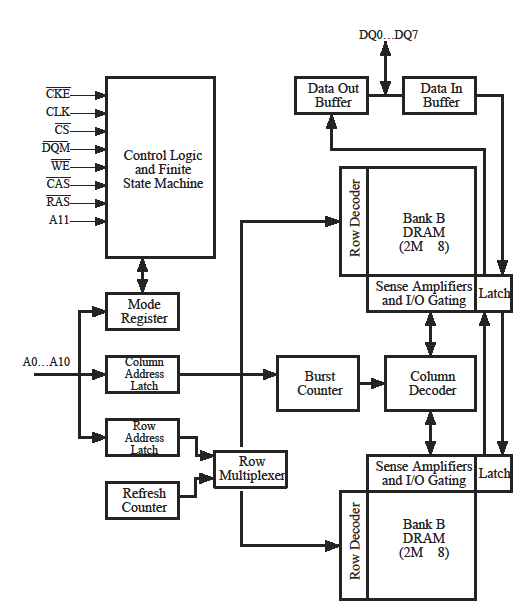 DQ0...DQ7
Data Out
Buffer
Data In
Buffer
CKE
CLK
CS
DQM
WE
CAS
RAS
A11
Control Logic
and Finite
State Machine
Row Decoder
Bank B
DRAM
(2M 8)
Sense Amplifiers
and I/O Gating
Latch
Mode
Register
A0...A10
Column
Address
Latch
Burst
Counter
Column
Decoder
Row
Address
Latch
Row
Multiplexer
Refresh
Counter
Sense Amplifiers
and I/O Gating
Latch
Row Decoder
Bank B
DRAM
(2M 8)